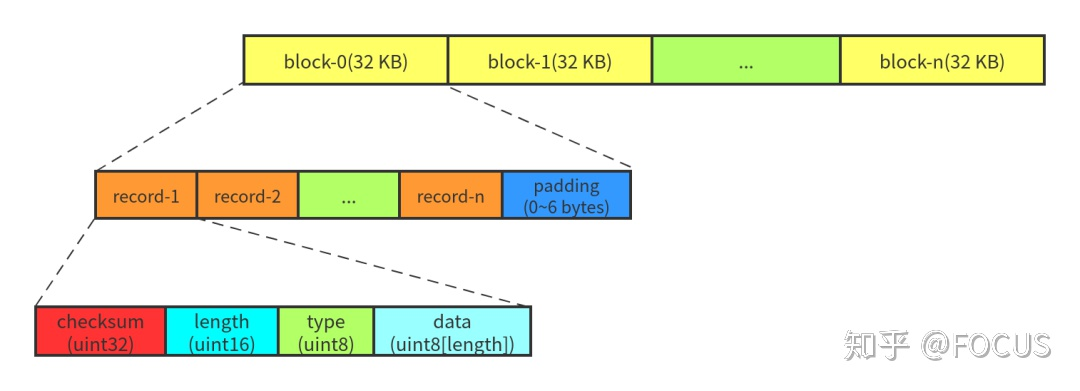 block-0(32 KB) block-1(32 KB) ... block-n(32 KB)
record-1 record-2 ... record-n padding
(0~6 bytes)
checksum length type data
(uint32) (uint16) (uint8) (uint8[length])
知乎 @FOCUS